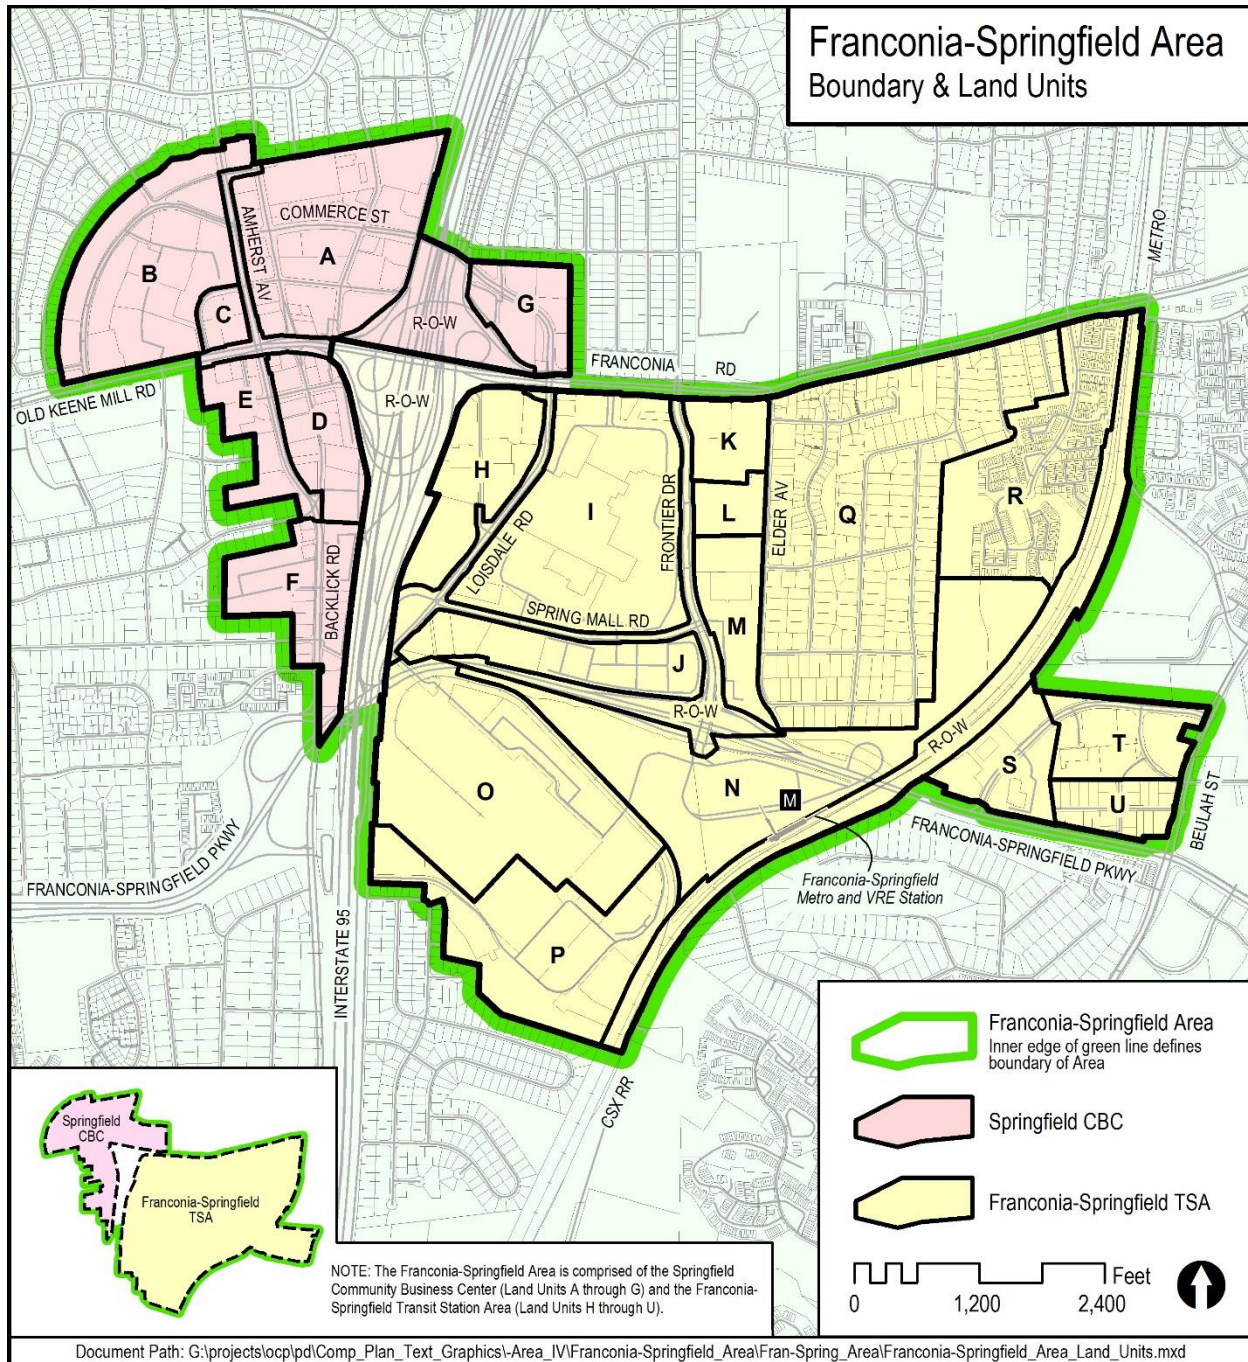 Franconia-Springfield Area
Boundary & Land Units
METRO
COMMERCE ST
AMHERST AV
A
B
C
G
R-O-W
FRANCONIA RD
OLD KEENE MILL RD
R-O-W
E
D
H
K
I
L
Q
R
FRONTIER DR
ELDER AV
LOISDALE RD
F
BACKLICK RD
SPRING MALL RD
M
J
R-O-W
R-O-W
T
S
U
BEULAH ST
O
N
M
FRANCONIA-SPRINGFIELD PKWY
FRANCONIA-SPRINGFIELD PKWY
Franconia-Springfield
Metro and VRE Station
INTERSTATE 95
P
CSX RR
Franconia-Springfield Area
Inner edge of green line defines
boundary of Area
Springfield CBC
Franconia-Springfield TSA
Feet
0 1,200 2,400
Springfield
CBC
Franconia-Springfield
TSA
NOTE: The Franconia-Springfield Area is comprised of the Springfield
Community Business Center (Land Units A through G) and the Franconia-
Springfield Transit Station Area (Land Units H through U).
Document Path: G:\projects\ocp\pd\Comp_Plan_Text_Graphics\-Area_IV\Franconia-Springfield_Area\Fran-Spring_Area\Franconia-Springfield_Area_Land_Units.mxd